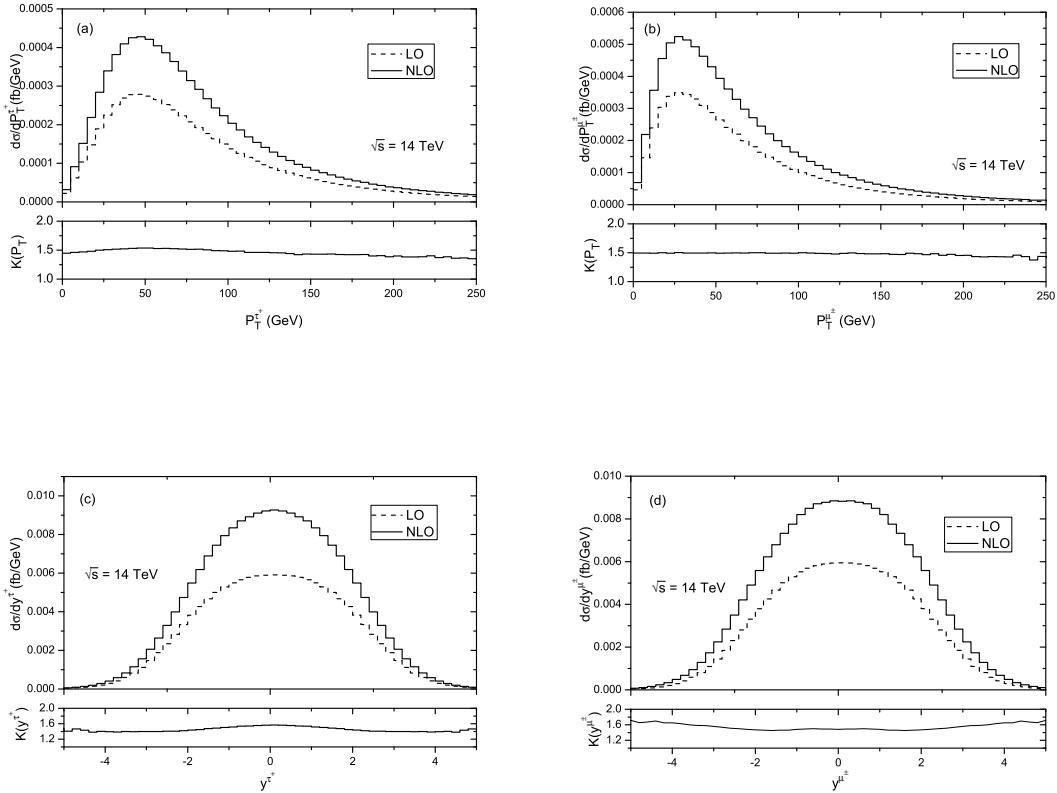 (a)
LO
NLO
√s = 14 TeV
dσ/dP_T^τ+ (fb/GeV)
0.0005
0.0004
0.0003
0.0002
0.0001
0.0000
K(P_T)
2.0
1.5
1.0
0 50 100 150 200 250
P_T^τ+ (GeV)
(b)
LO
NLO
√s = 14 TeV
dσ/dP_T^μ± (fb/GeV)
0.0006
0.0005
0.0004
0.0003
0.0002
0.0001
0.0000
K(P_T)
2.0
1.5
1.0
0 50 100 150 200 250
P_T^μ± (GeV)
(c)
LO
NLO
√s = 14 TeV
dσ/dy^τ+ (fb/GeV)
0.010
0.008
0.006
0.004
0.002
0.000
K(y^τ+)
2.0
1.6
1.2
-4 -2 0 2 4
y^τ+
(d)
LO
NLO
√s = 14 TeV
dσ/dy^μ± (fb/GeV)
0.010
0.008
0.006
0.004
0.002
0.000
K(y^μ±)
2.0
1.6
1.2
-4 -2 0 2 4
y^μ±